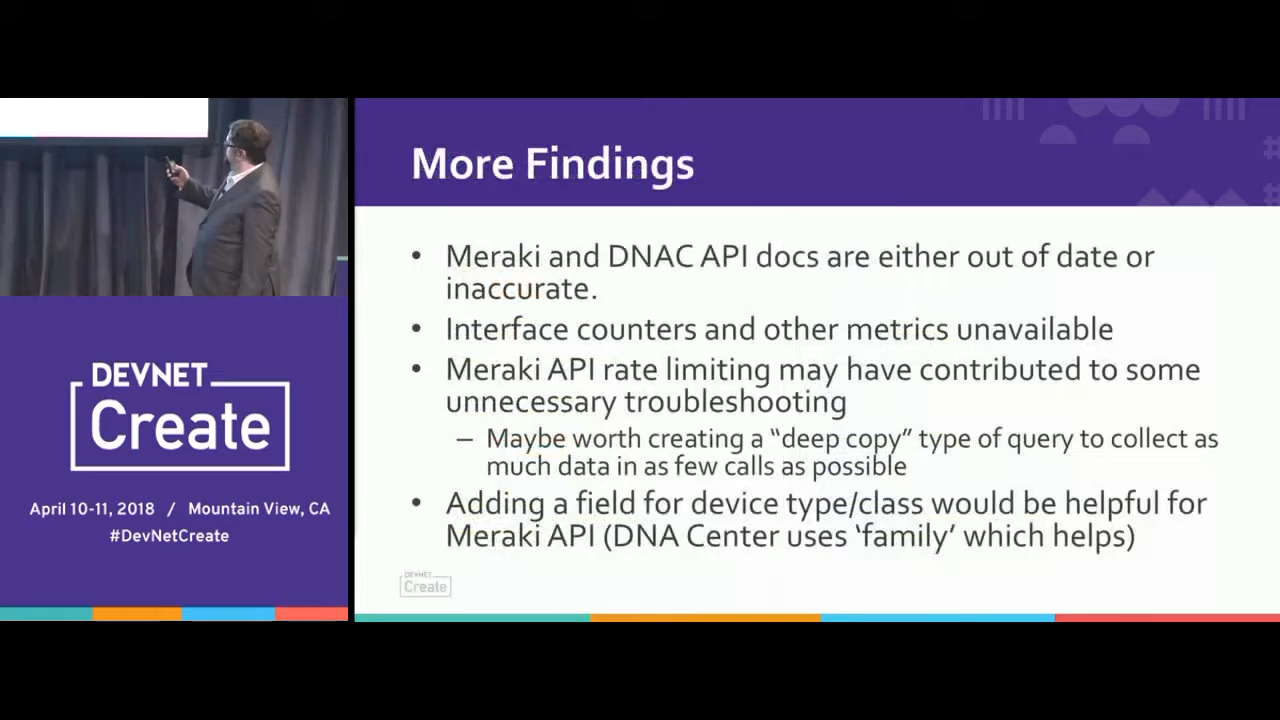 DEVNET
Create
April 10-11, 2018 / Mountain View, CA
#DevNetCreate
More Findings
• Meraki and DNAC API docs are either out of date or
inaccurate.
• Interface counters and other metrics unavailable
• Meraki API rate limiting may have contributed to some
unnecessary troubleshooting
– Maybe worth creating a “deep copy” type of query to collect as
much data in as few calls as possible
• Adding a field for device type/class would be helpful for
Meraki API (DNA Center uses ‘family’ which helps)
DEVNET
Create